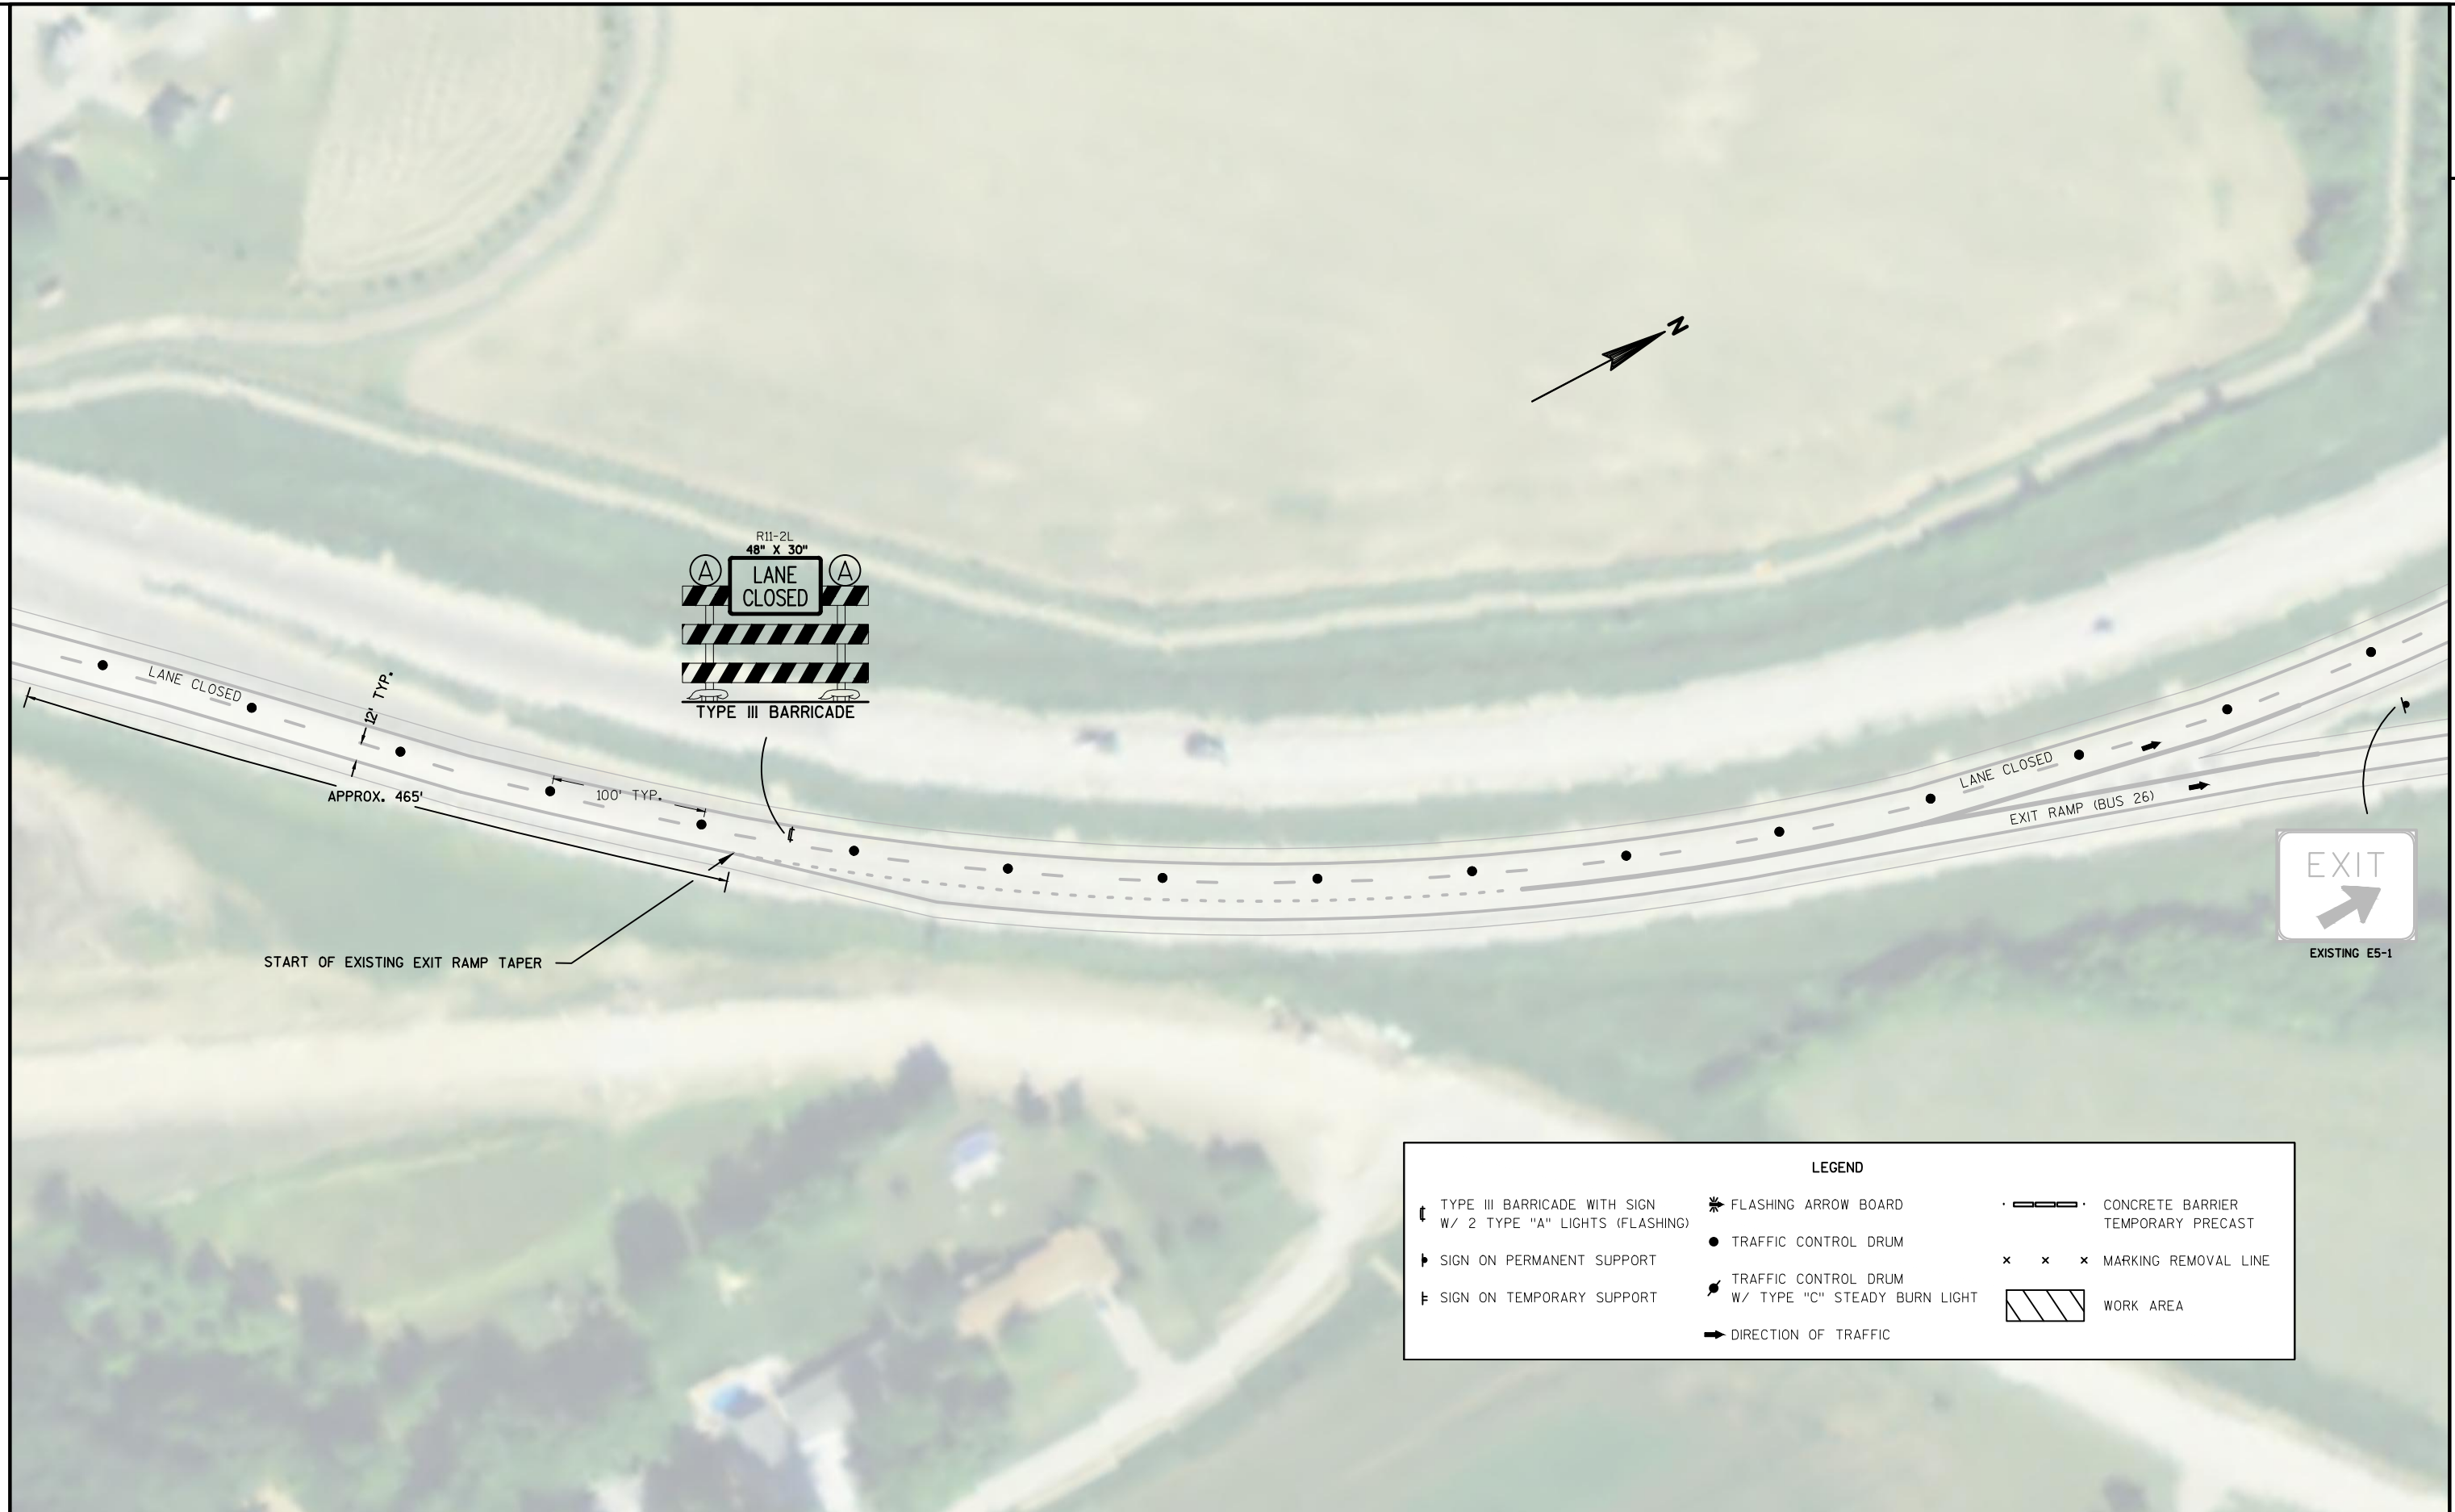 N
R11-2L
48" X 30"
A
LANE
CLOSED
A
TYPE III BARRICADE
LANE CLOSED
12' TYP.
APPROX. 465'
100' TYP.
START OF EXISTING EXIT RAMP TAPER
LANE CLOSED
EXIT RAMP (BUS 26)
EXIT
EXISTING E5-1
LEGEND
TYPE III BARRICADE WITH SIGN
W/ 2 TYPE "A" LIGHTS (FLASHING)
SIGN ON PERMANENT SUPPORT
SIGN ON TEMPORARY SUPPORT
FLASHING ARROW BOARD
TRAFFIC CONTROL DRUM
TRAFFIC CONTROL DRUM
W/ TYPE "C" STEADY BURN LIGHT
DIRECTION OF TRAFFIC
CONCRETE BARRIER
TEMPORARY PRECAST
MARKING REMOVAL LINE
WORK AREA